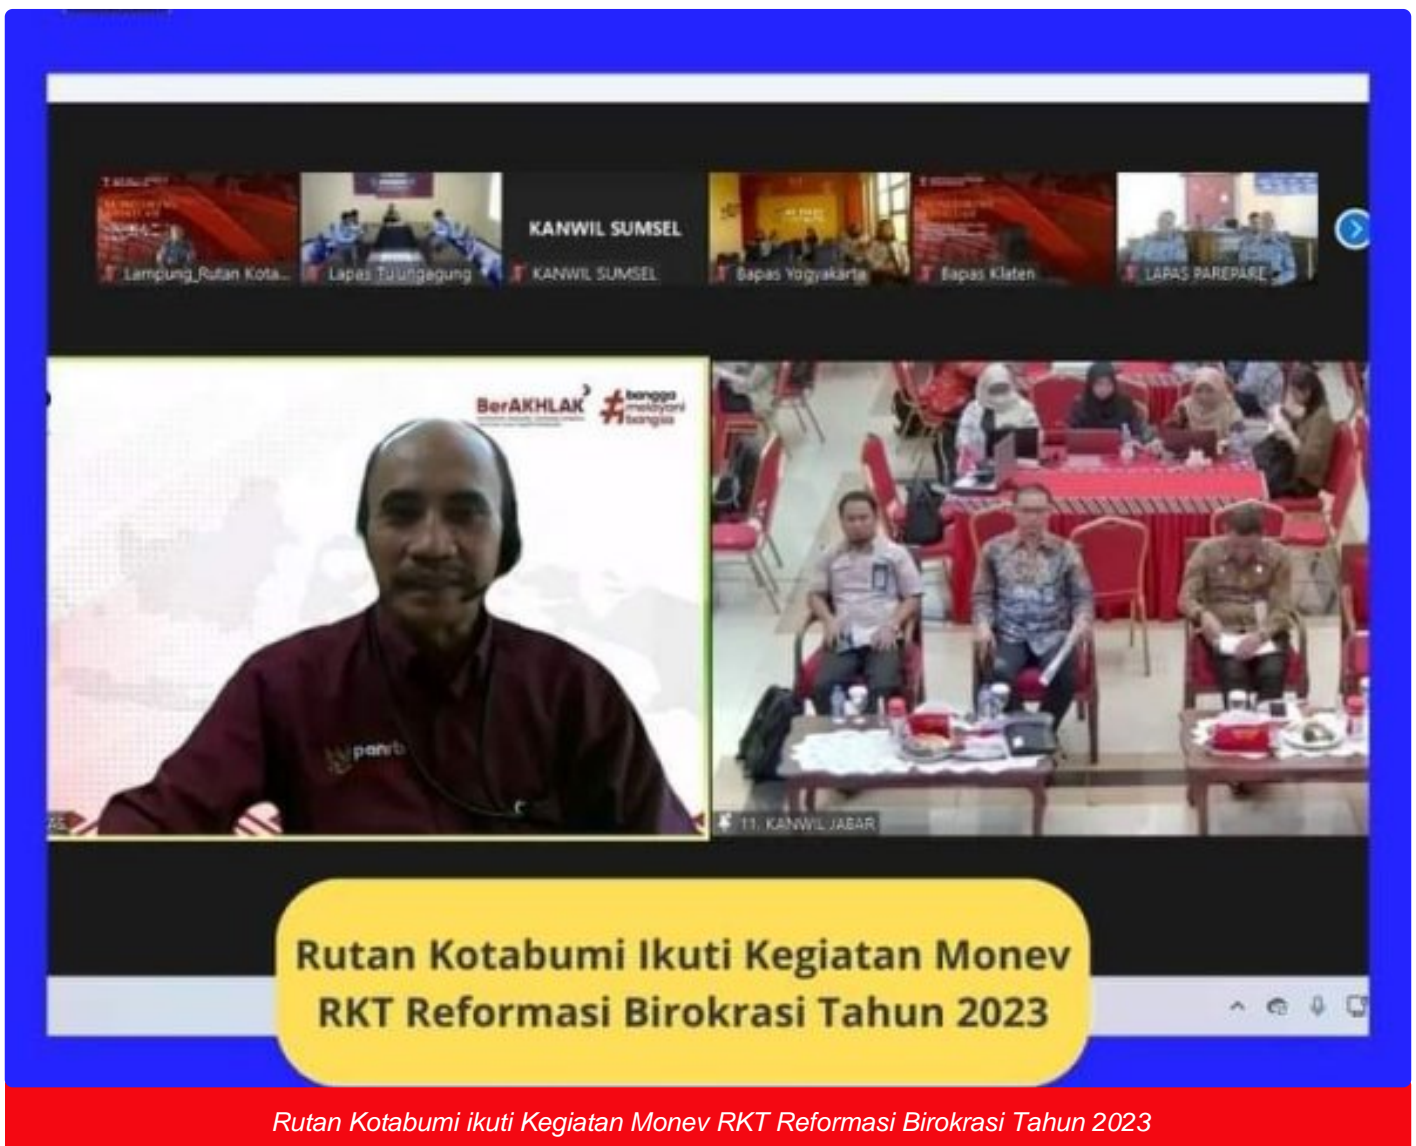 KANWIL SUMSEL
Lampung_Rutan Kota...
Lapas Tulungagung
KANWIL SUMSEL
Bapas Yogyakarta
Bapas Klaten
LAPAS PAREPARE
BerAKHLAK
#bangga
melayani
bangsa
panrb
11. KANWIL JABAR
Rutan Kotabumi Ikuti Kegiatan Monev
RKT Reformasi Birokrasi Tahun 2023
Rutan Kotabumi ikuti Kegiatan Monev RKT Reformasi Birokrasi Tahun 2023